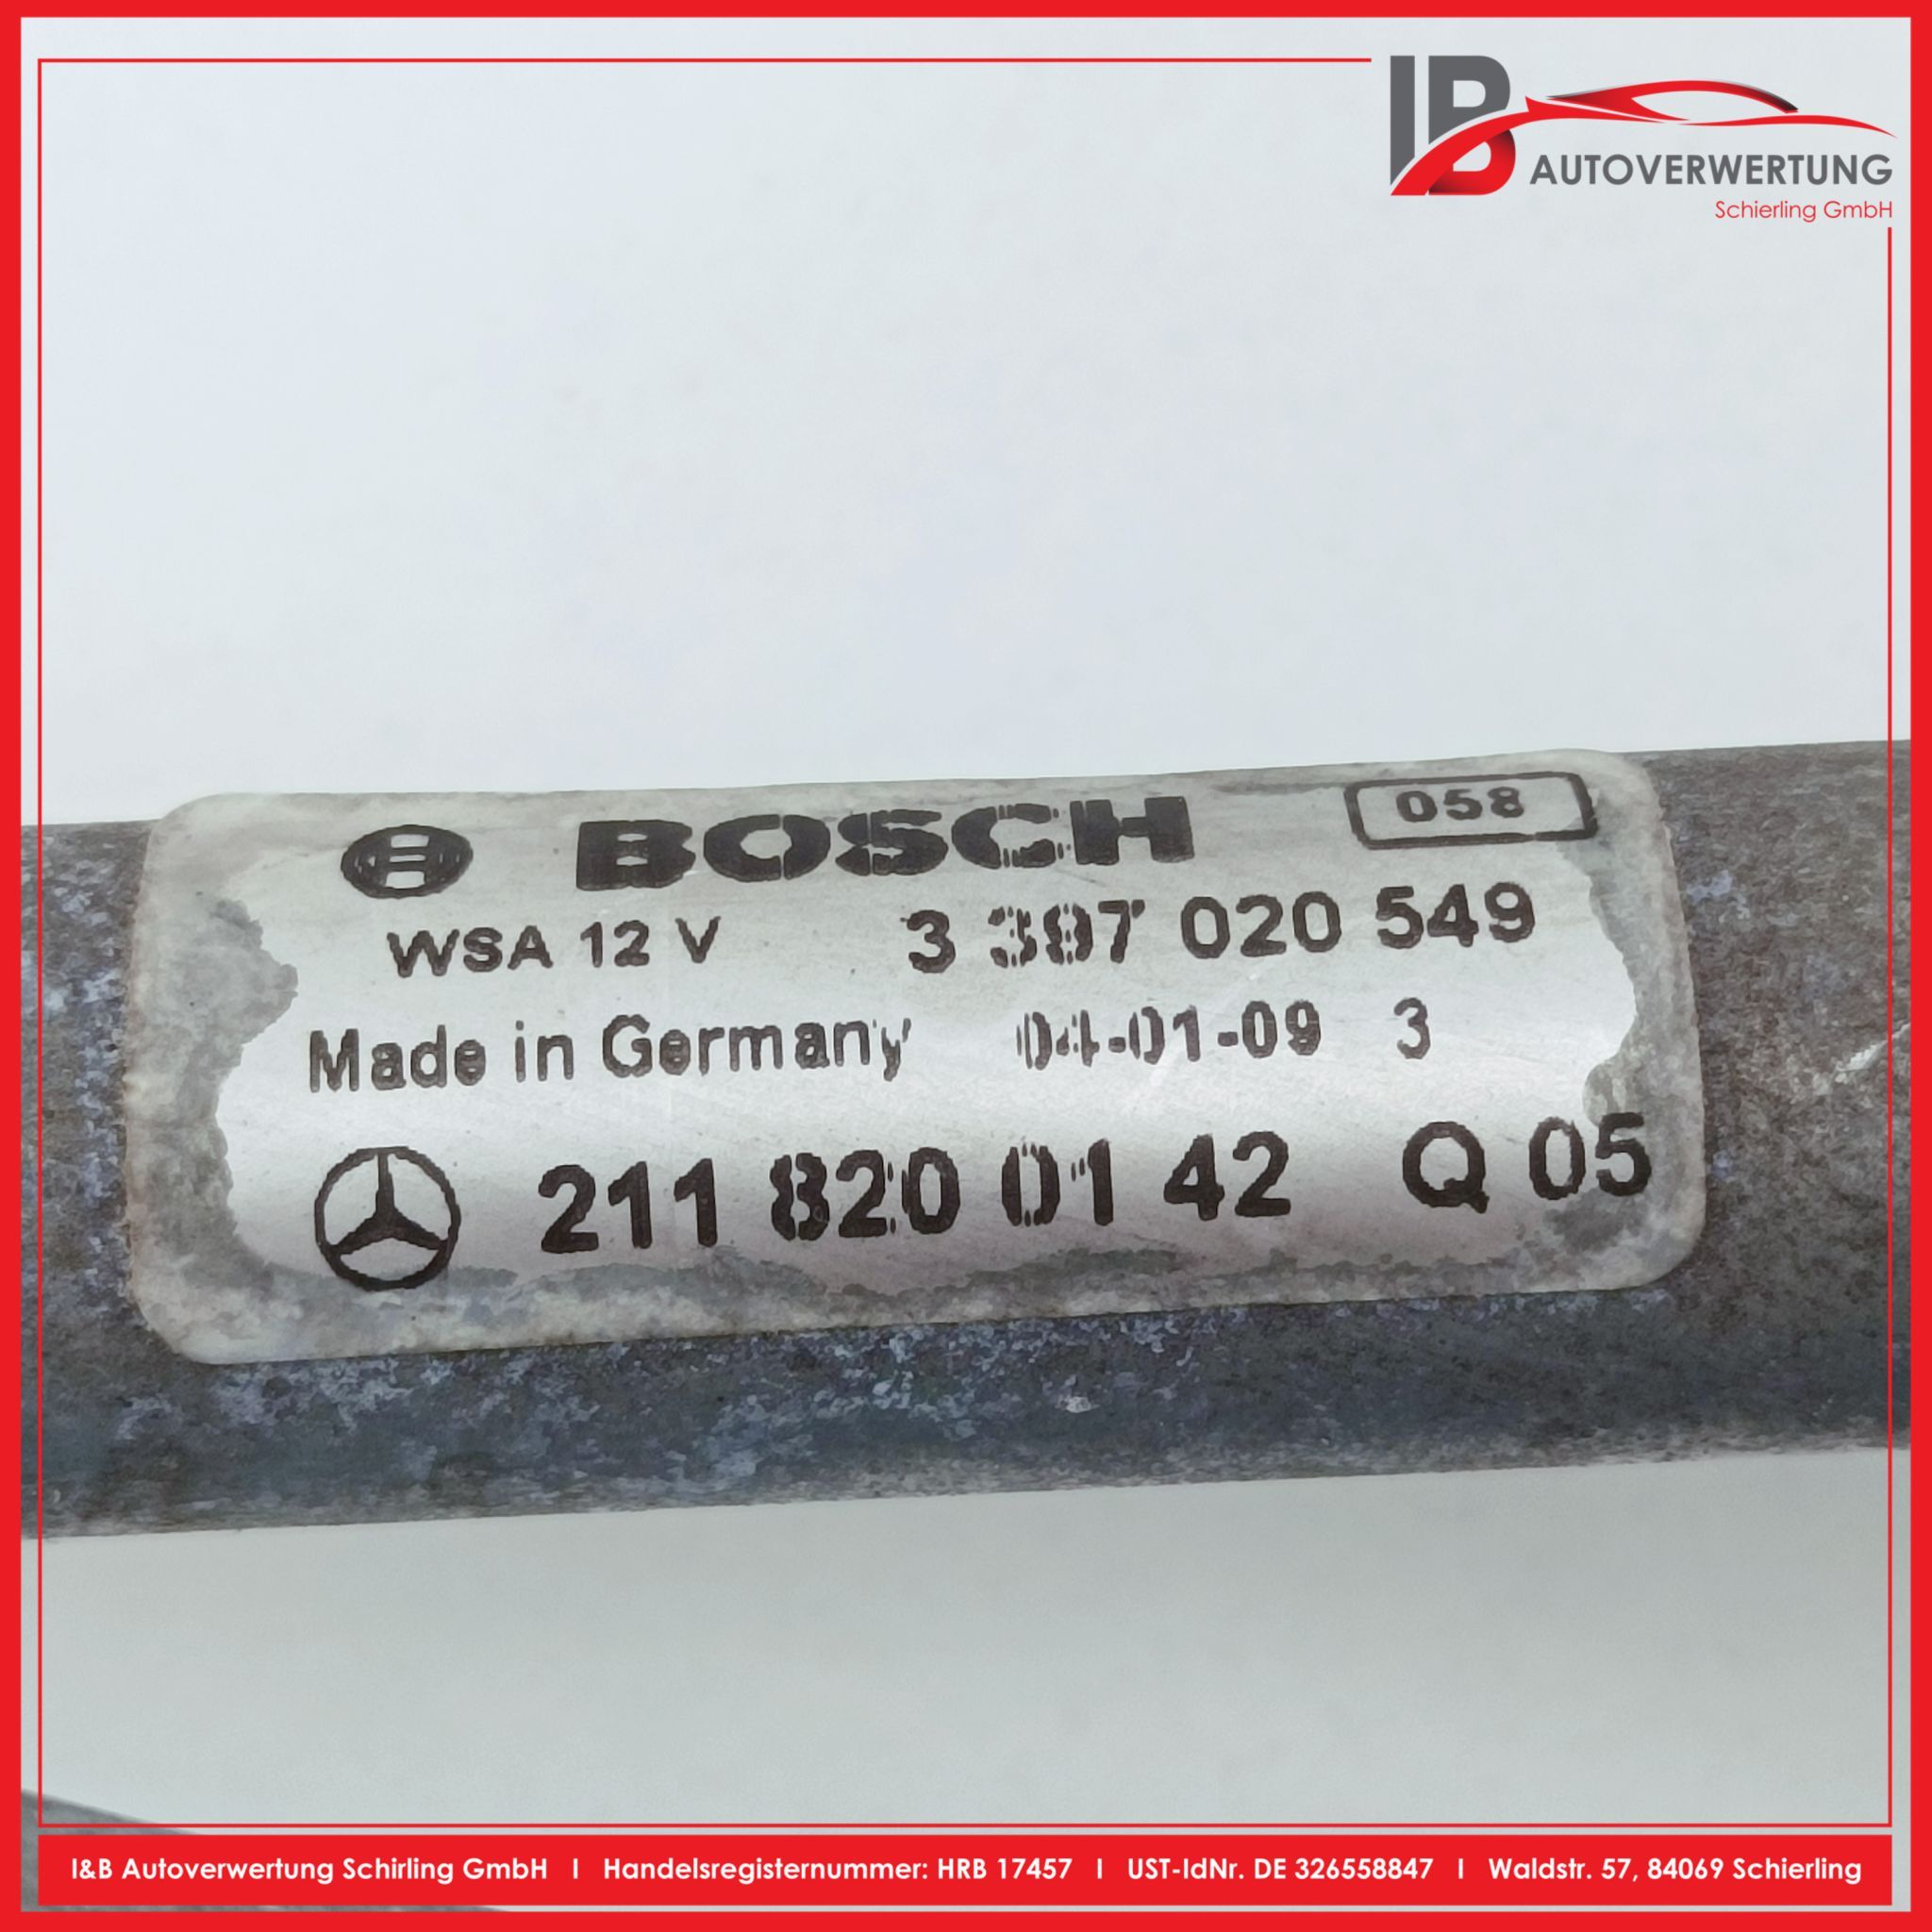 IB AUTOVERWERTUNG
Schierling GmbH
BOSCH 058
WSA 12 V 3 397 020 549
Made in Germany 04-01-09 3
211 820 01 42 Q 05
I&B Autoverwertung Schirling GmbH I Handelsregisternummer: HRB 17457 I UST-IdNr. DE 326558847 I Waldstr. 57, 84069 Schierling